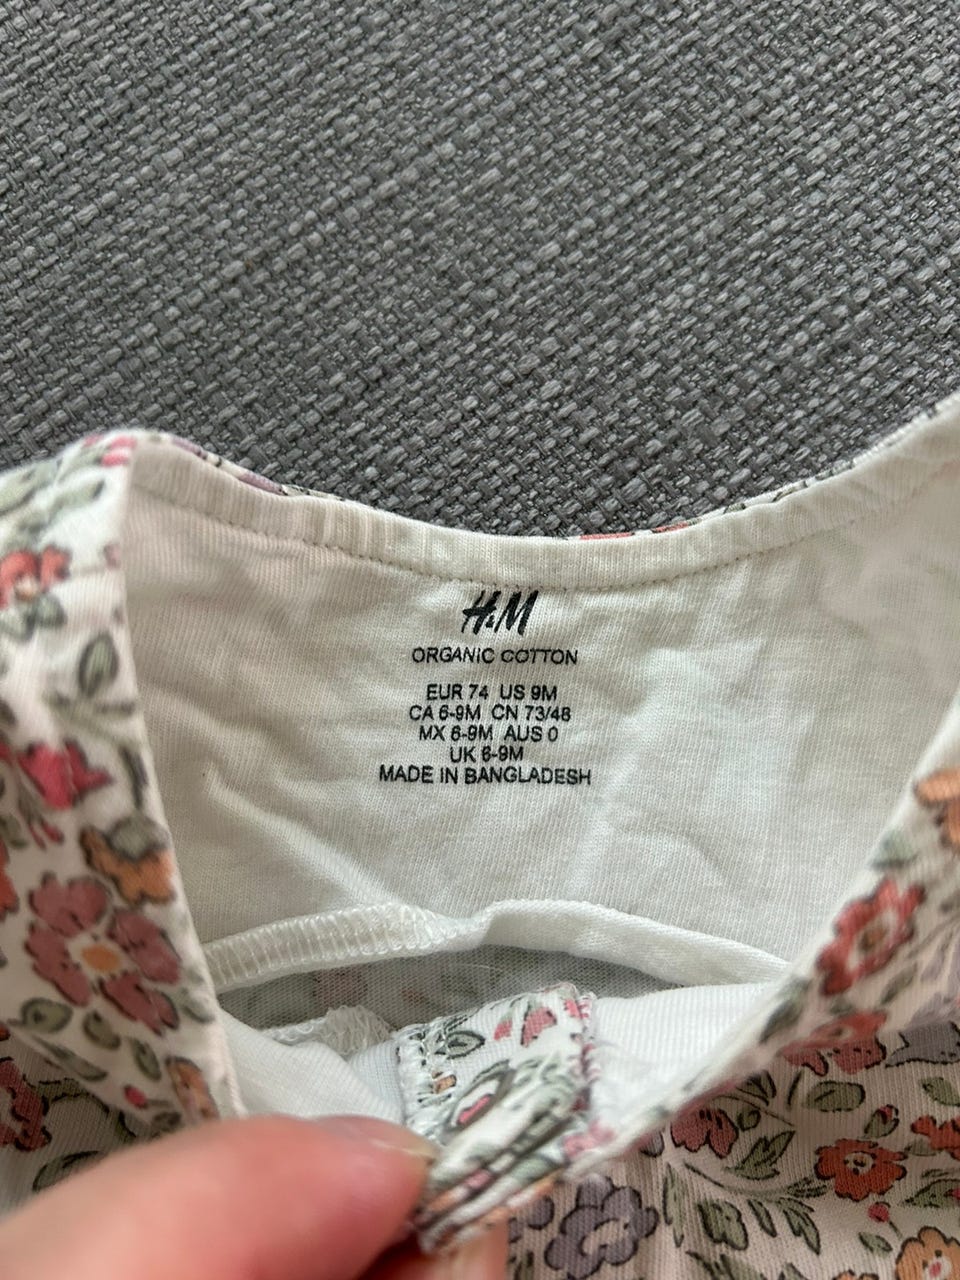 H&M
ORGANIC COTTON
EUR 74 US 9M
CA 6-9M CN 73/48
MX 6-9M AUS 0
UK 6-9M
MADE IN BANGLADESH